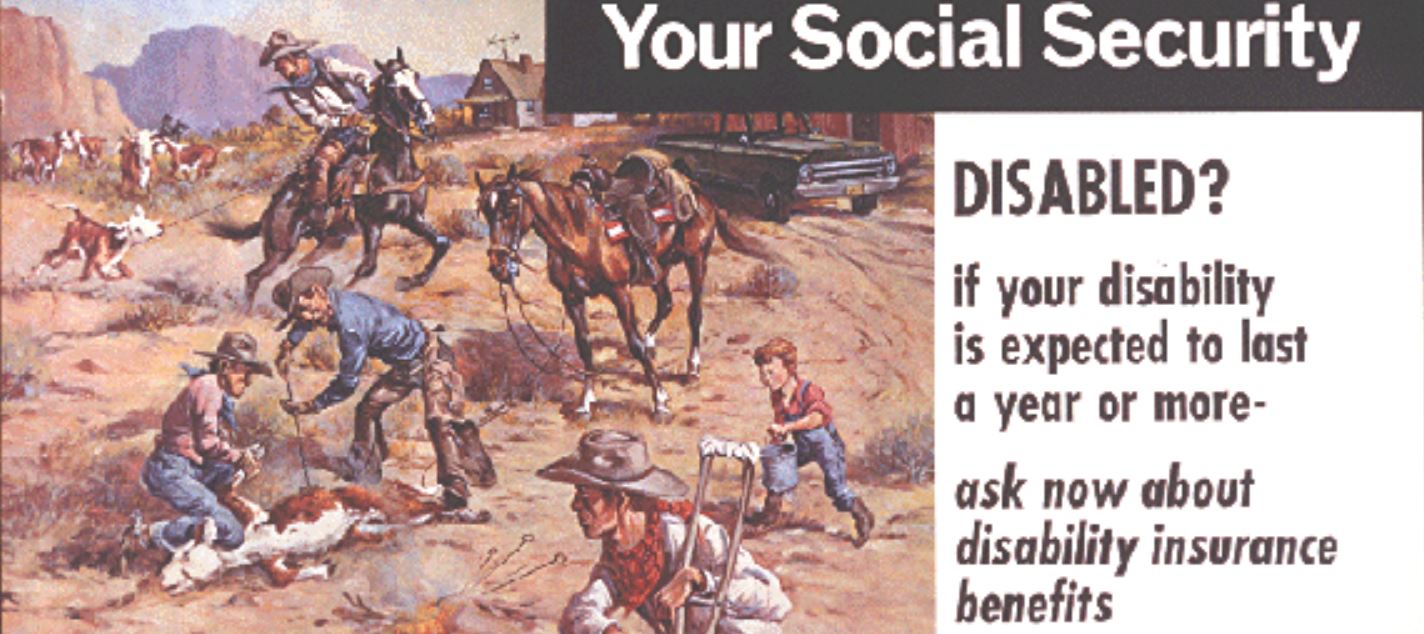 Your Social Security
DISABLED?
if your disability
is expected to last
a year or more-
ask now about
disability insurance
benefits